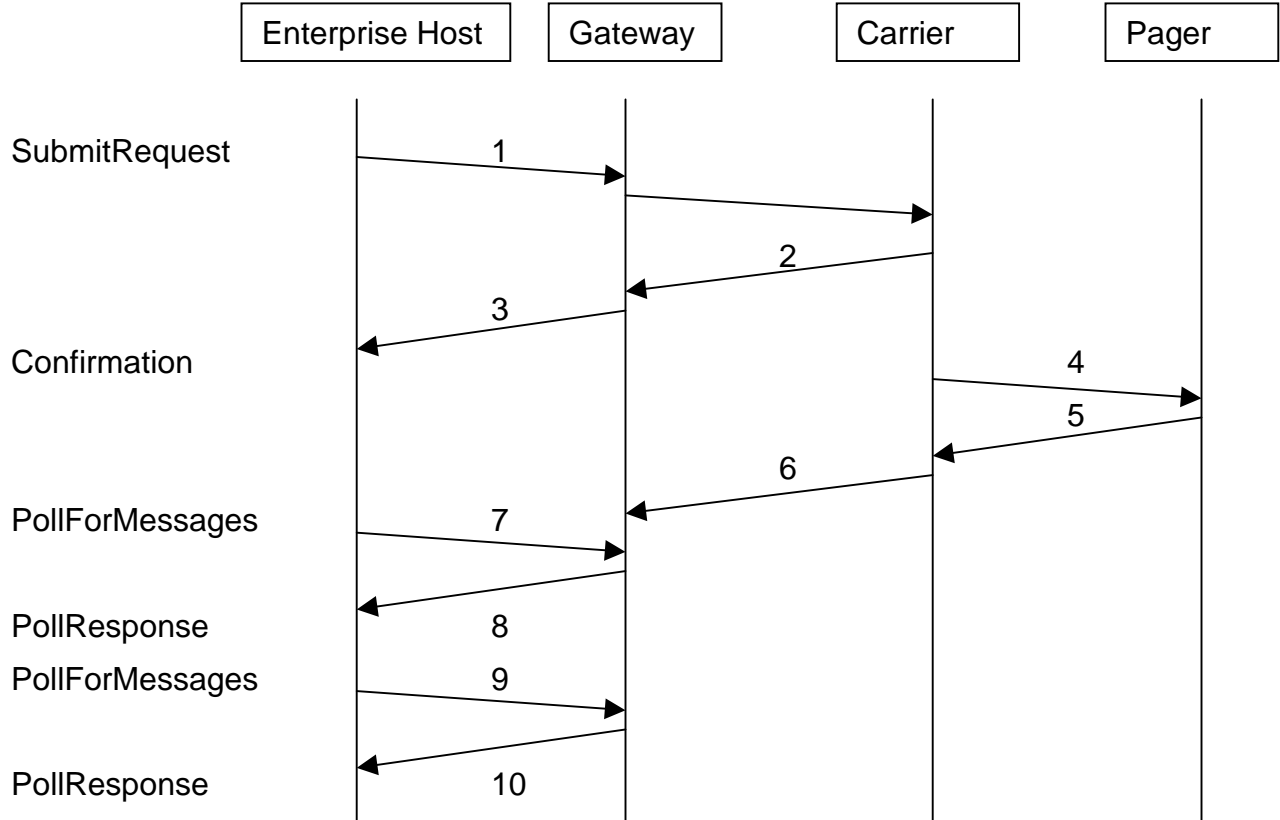 Enterprise Host Gateway Carrier Pager
SubmitRequest 1
2
3
Confirmation 4
5
6
PollForMessages 7
PollResponse 8
PollForMessages 9
PollResponse 10